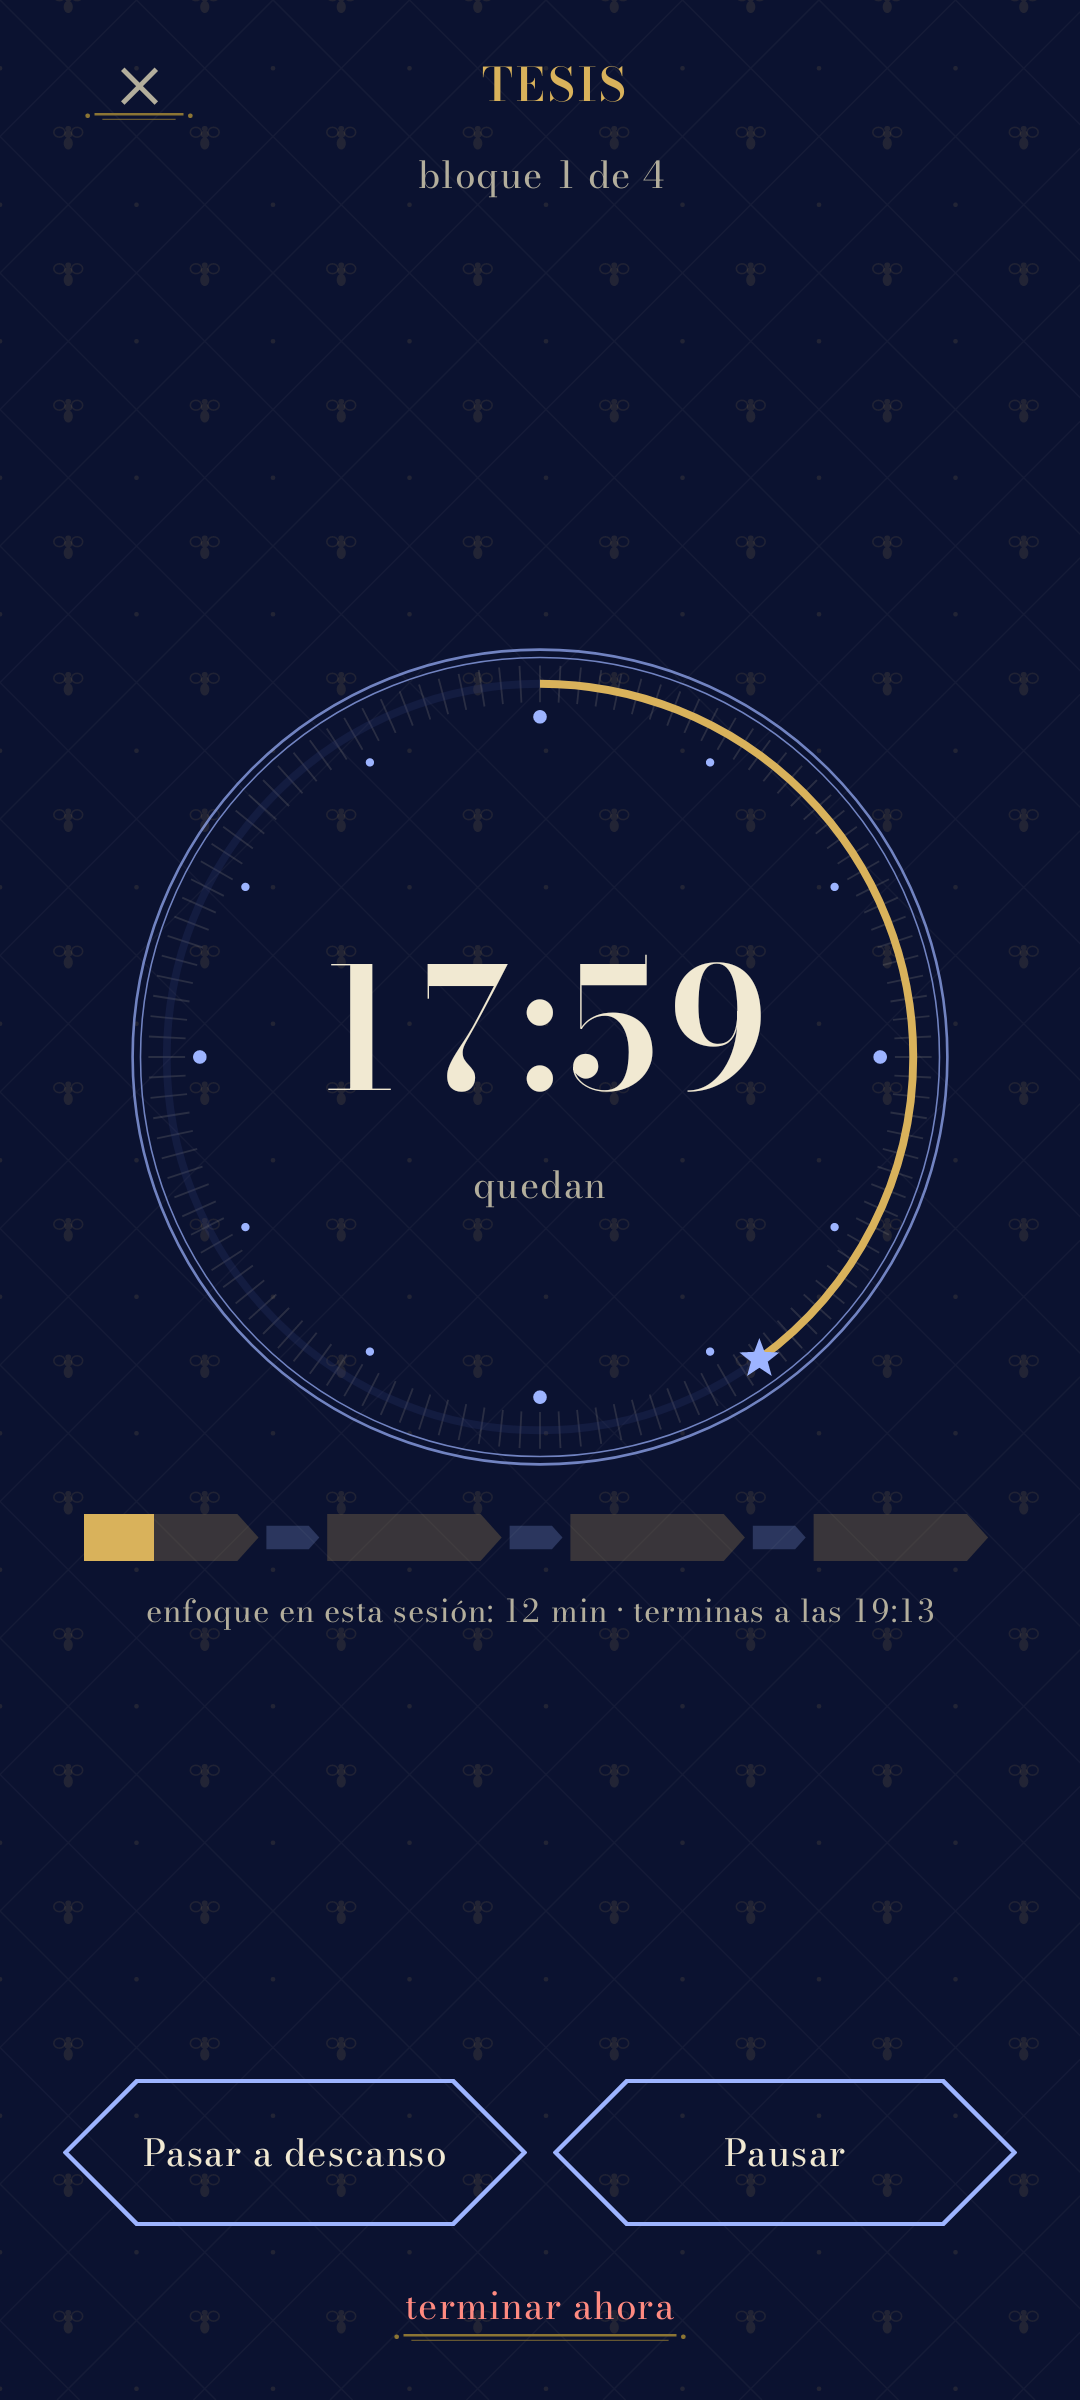 TESIS
bloque 1 de 4
17:59
quedan
enfoque en esta sesión: 12 min · terminas a las 19:13
Pasar a descanso
Pausar
terminar ahora